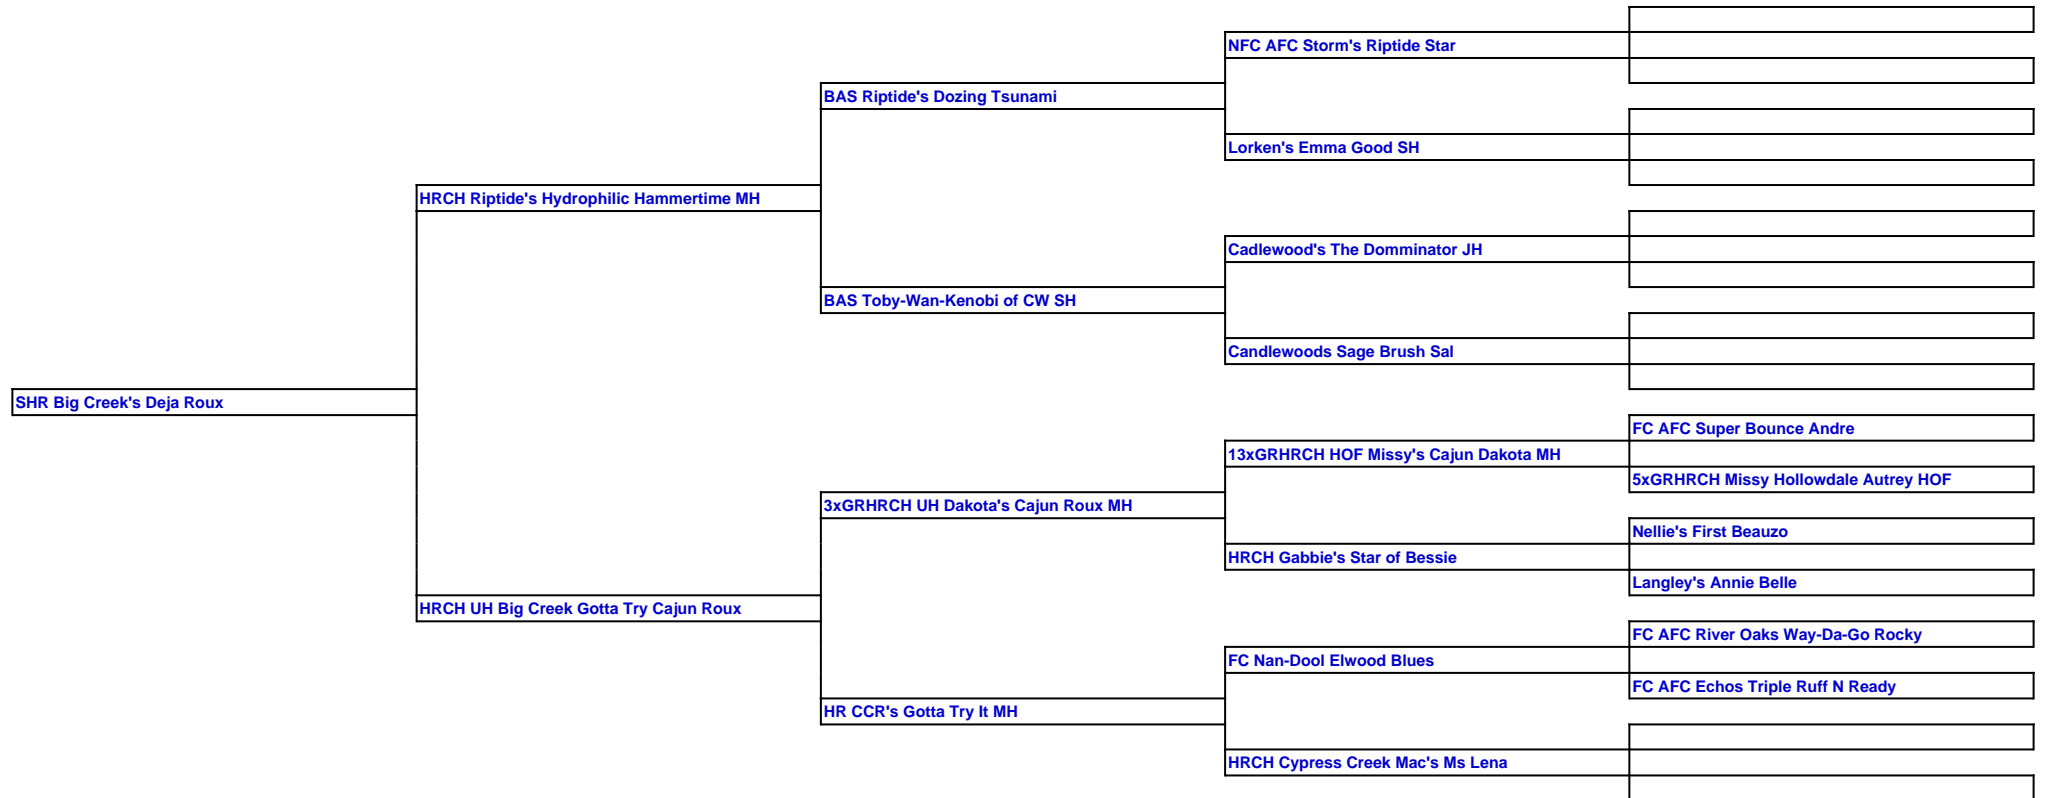 NFC AFC Storm's Riptide Star
BAS Riptide's Dozing Tsunami
Lorken's Emma Good SH
HRCH Riptide's Hydrophilic Hammertime MH
Cadlewood's The Domminator JH
BAS Toby-Wan-Kenobi of CW SH
Candlewoods Sage Brush Sal
SHR Big Creek's Deja Roux
FC AFC Super Bounce Andre
13xGRHRCH HOF Missy's Cajun Dakota MH
5xGRHRCH Missy Hollowdale Autrey HOF
3xGRHRCH UH Dakota's Cajun Roux MH
Nellie's First Beauzo
HRCH Gabbie's Star of Bessie
Langley's Annie Belle
HRCH UH Big Creek Gotta Try Cajun Roux
FC AFC River Oaks Way-Da-Go Rocky
FC Nan-Dool Elwood Blues
FC AFC Echos Triple Ruff N Ready
HR CCR's Gotta Try It MH
HRCH Cypress Creek Mac's Ms Lena